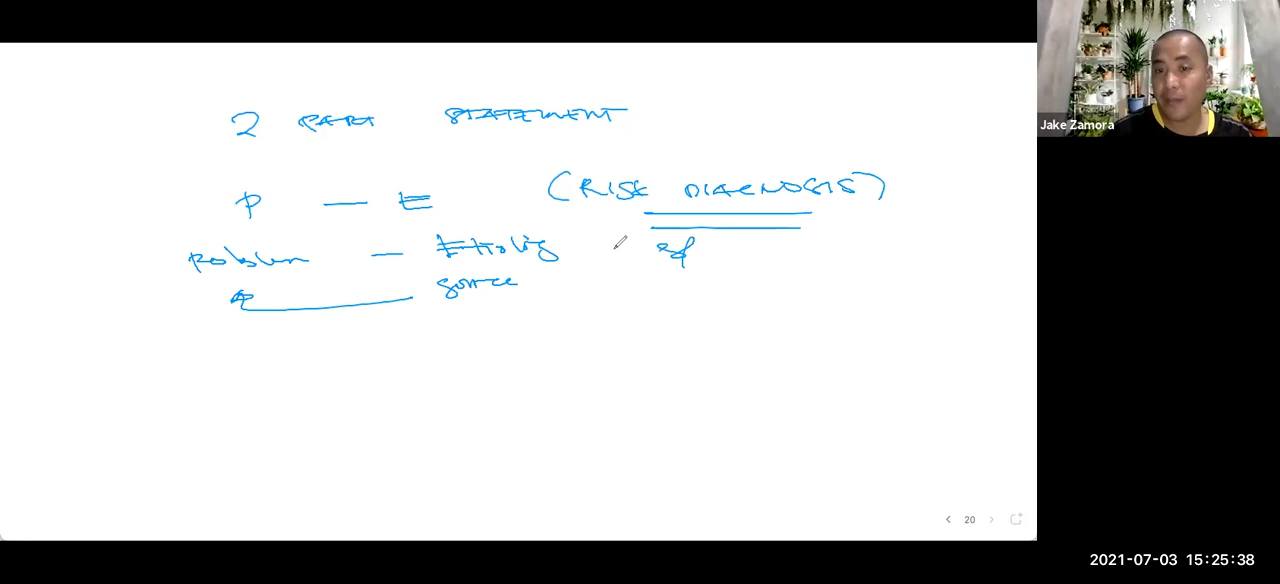 2 PART STATEMENT
P — E (RISK DIAGNOSIS)
Problem — Etiology
source
Jake Zamora
20
2021-07-03 15:25:38